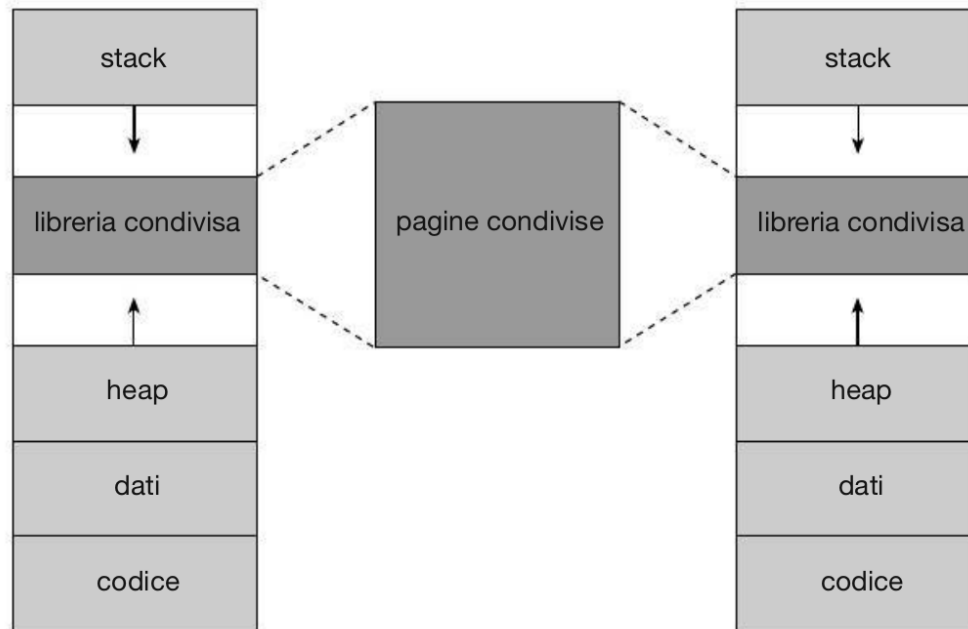 stack
libreria condivisa
heap
dati
codice
pagine condivise
stack
libreria condivisa
heap
dati
codice